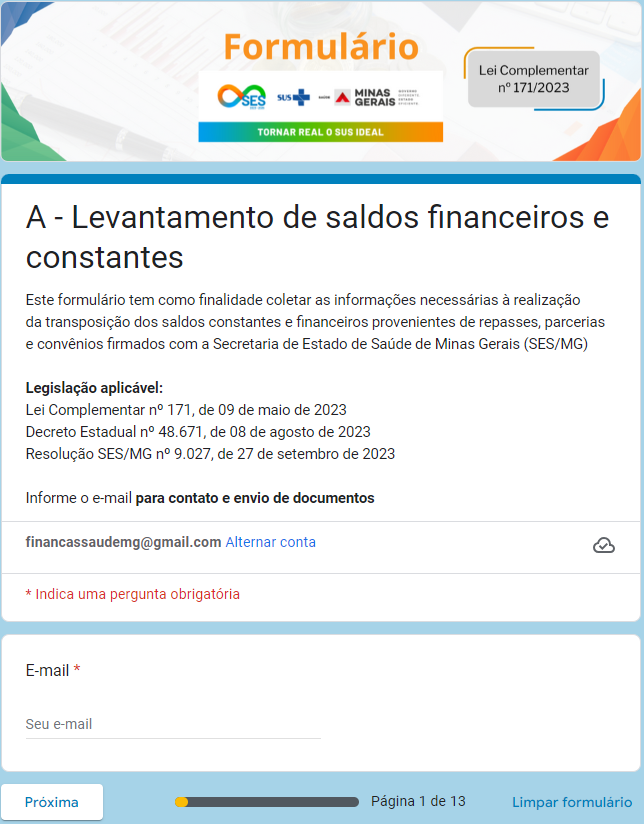 Formulário
Lei Complementar
nº 171/2023
SES
SUS
SAÚDE
MINAS
GERAIS
GOVERNO
DIFERENTE.
ESTADO
EFICIENTE.
TORNAR REAL O SUS IDEAL
A - Levantamento de saldos financeiros e
constantes
Este formulário tem como finalidade coletar as informações necessárias à realização
da transposição dos saldos constantes e financeiros provenientes de repasses, parcerias
e convênios firmados com a Secretaria de Estado de Saúde de Minas Gerais (SES/MG)
Legislação aplicável:
Lei Complementar nº 171, de 09 de maio de 2023
Decreto Estadual nº 48.671, de 08 de agosto de 2023
Resolução SES/MG nº 9.027, de 27 de setembro de 2023
Informe o e-mail para contato e envio de documentos
financassaudemg@gmail.com Alternar conta
* Indica uma pergunta obrigatória
E-mail *
Seu e-mail
Próxima
Página 1 de 13
Limpar formulário